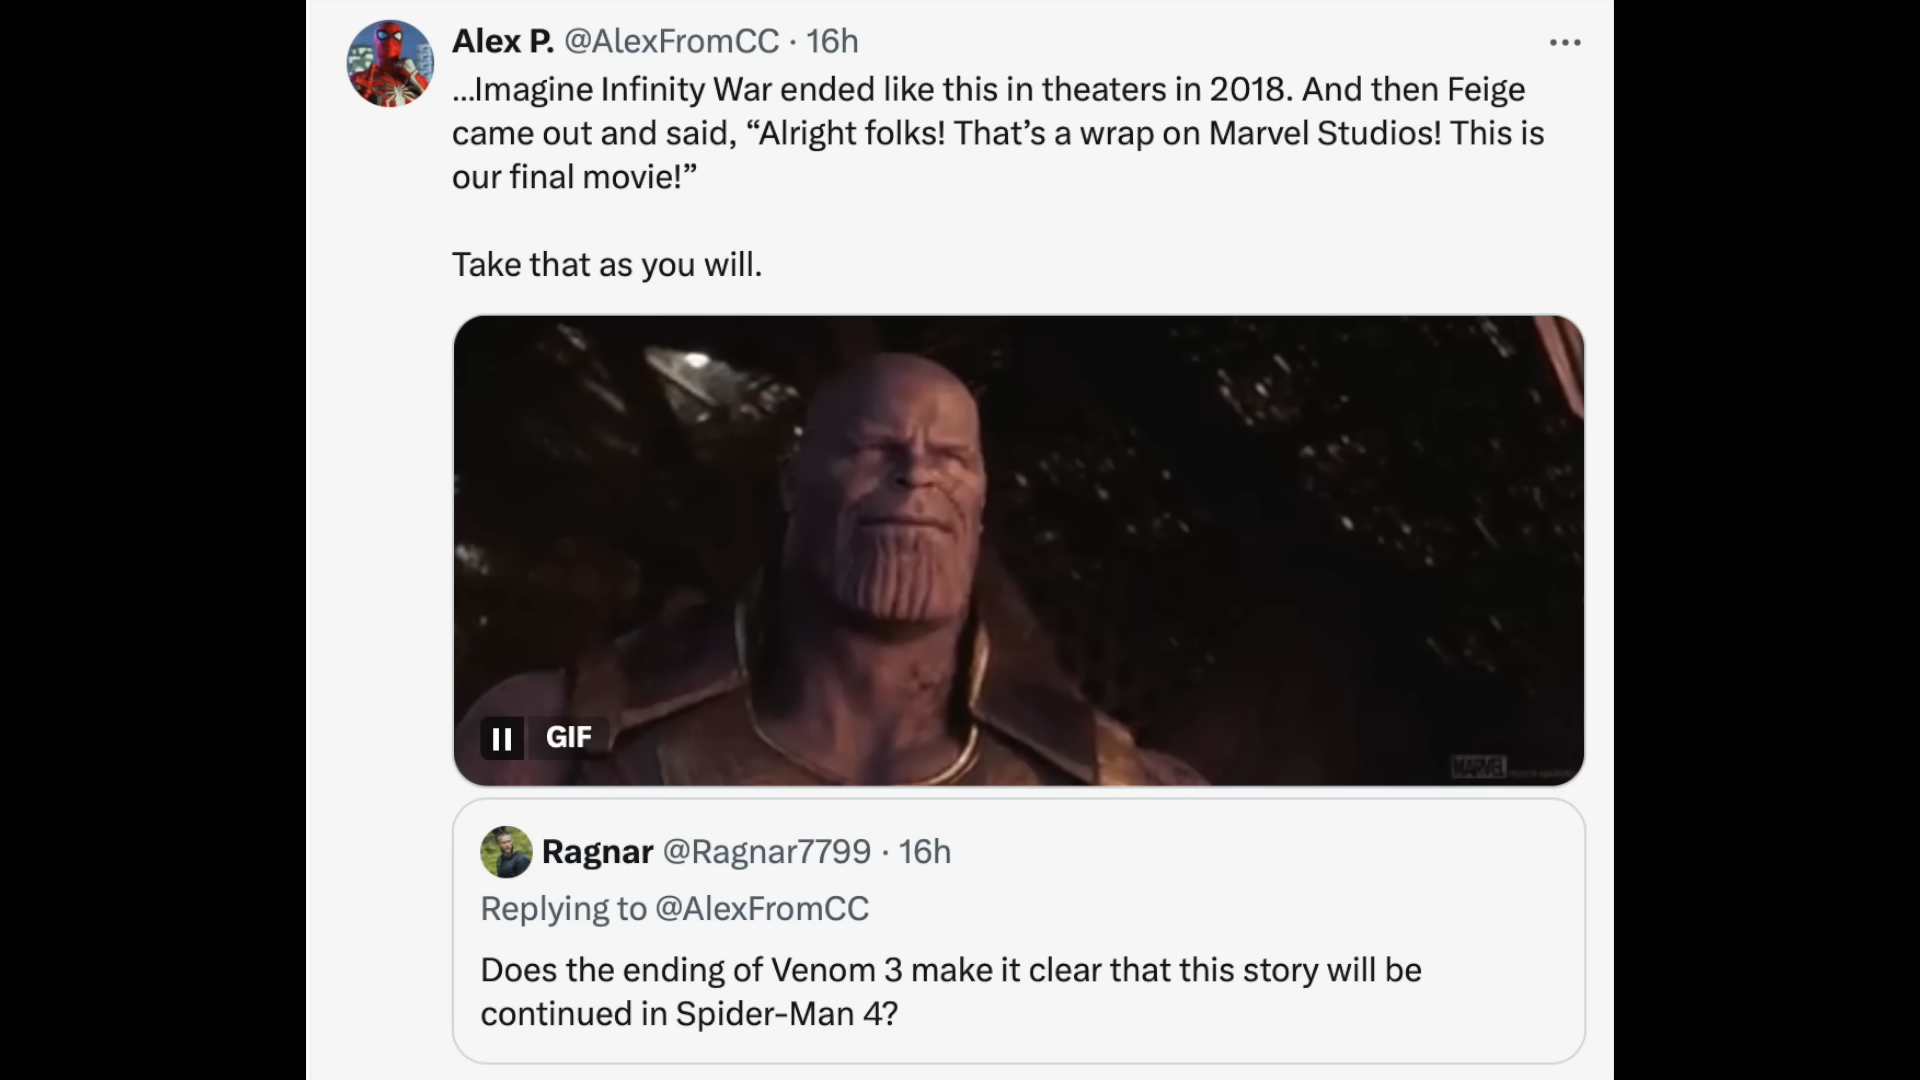 Alex P. @AlexFromCC · 16h
...Imagine Infinity War ended like this in theaters in 2018. And then Feige
came out and said, “Alright folks! That’s a wrap on Marvel Studios! This is
our final movie!”
Take that as you will.
GIF
MARVEL
Ragnar @Ragnar7799 · 16h
Replying to @AlexFromCC
Does the ending of Venom 3 make it clear that this story will be
continued in Spider-Man 4?